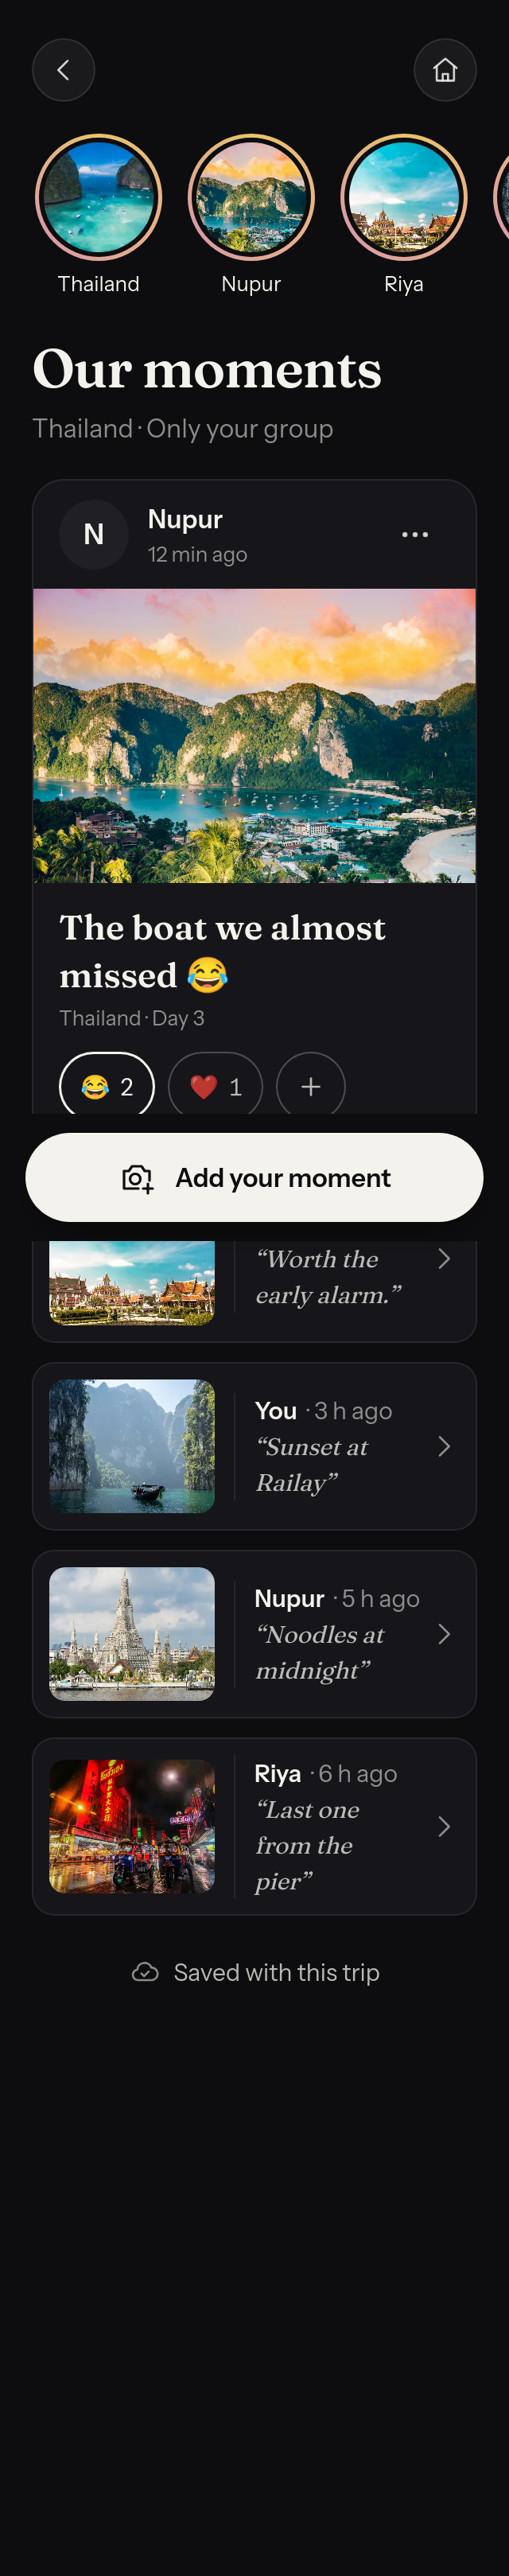 Thailand
Nupur
Riya
Our moments
Thailand · Only your group
N
Nupur
12 min ago
The boat we almost
missed 😂
Thailand · Day 3
😂 2
❤️ 1
Add your moment
“Worth the
early alarm.”
You · 3 h ago
“Sunset at
Railay”
Nupur · 5 h ago
“Noodles at
midnight”
Riya · 6 h ago
“Last one
from the
pier”
Saved with this trip